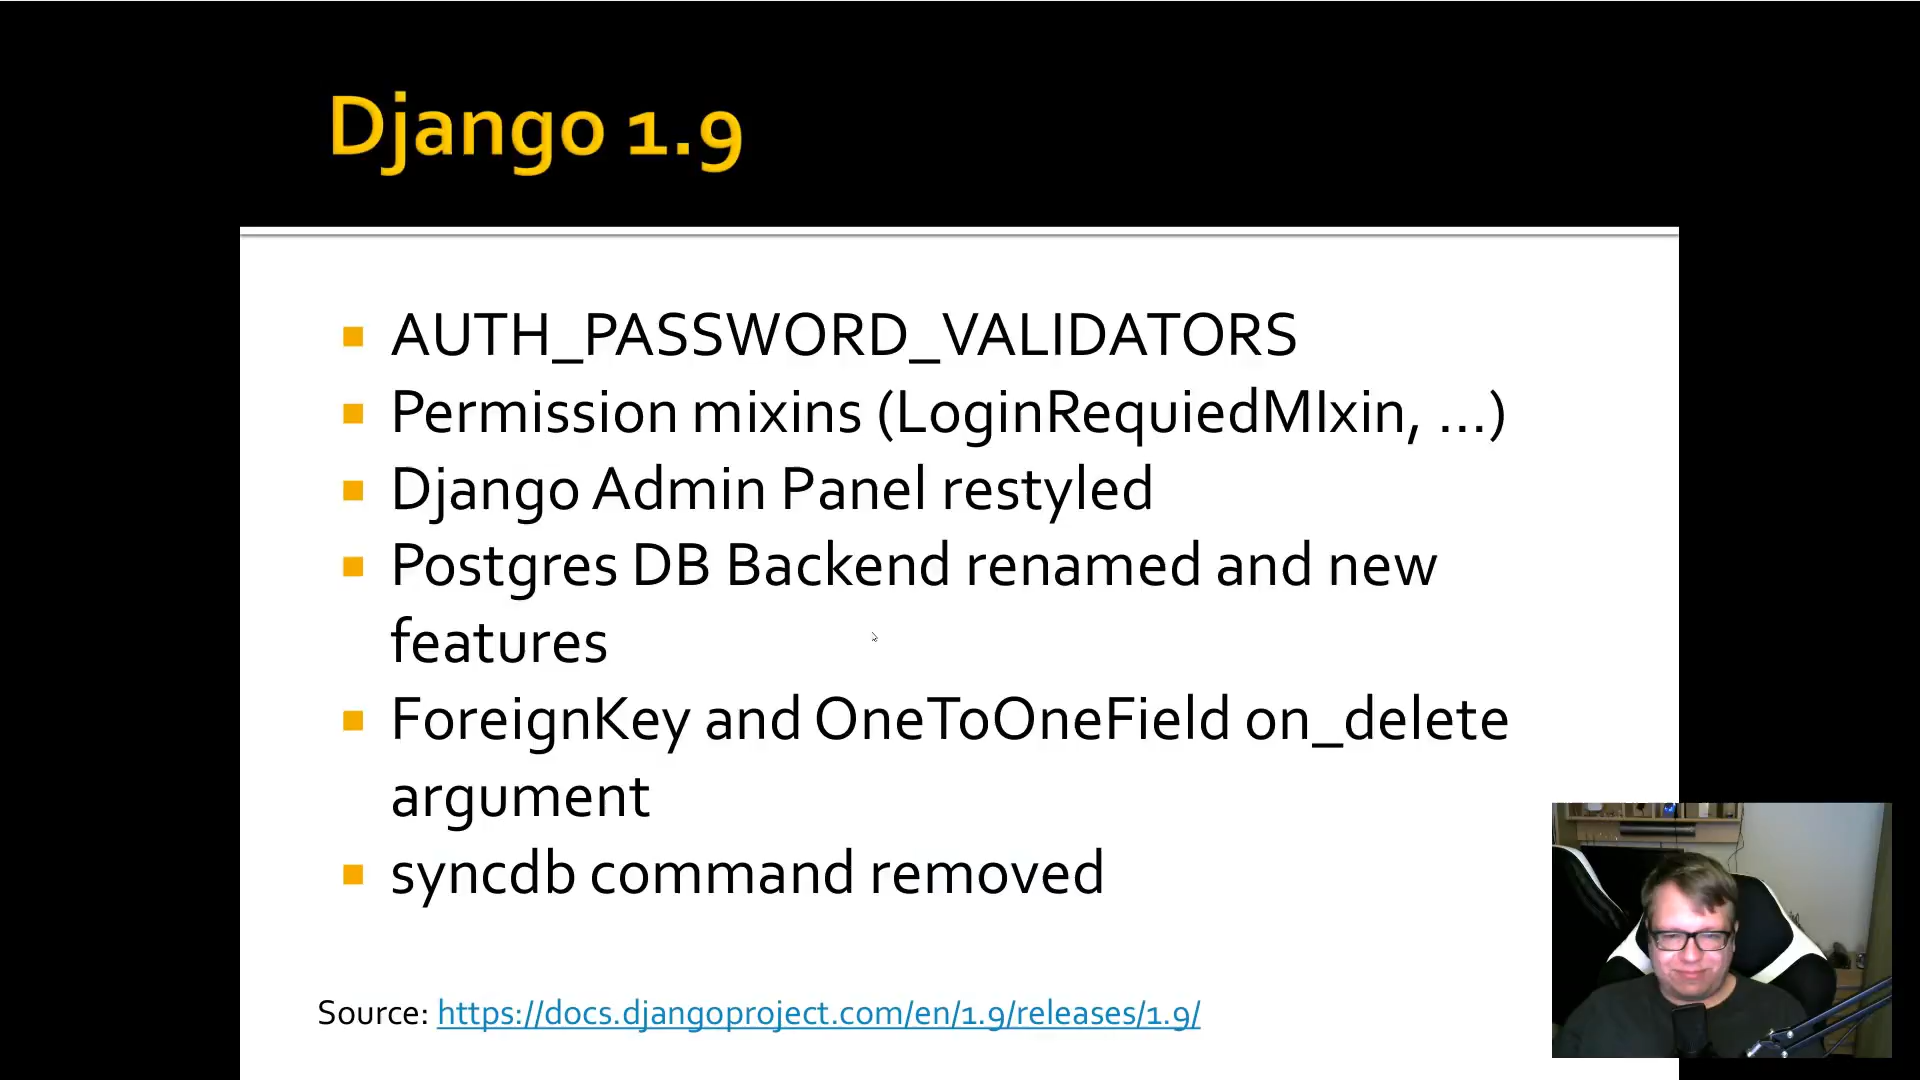 Django 1.9
AUTH_PASSWORD_VALIDATORS
Permission mixins (LoginRequiedMIxin, ...)
Django Admin Panel restyled
Postgres DB Backend renamed and new
features
ForeignKey and OneToOneField on_delete
argument
syncdb command removed
Source: https://docs.djangoproject.com/en/1.9/releases/1.9/